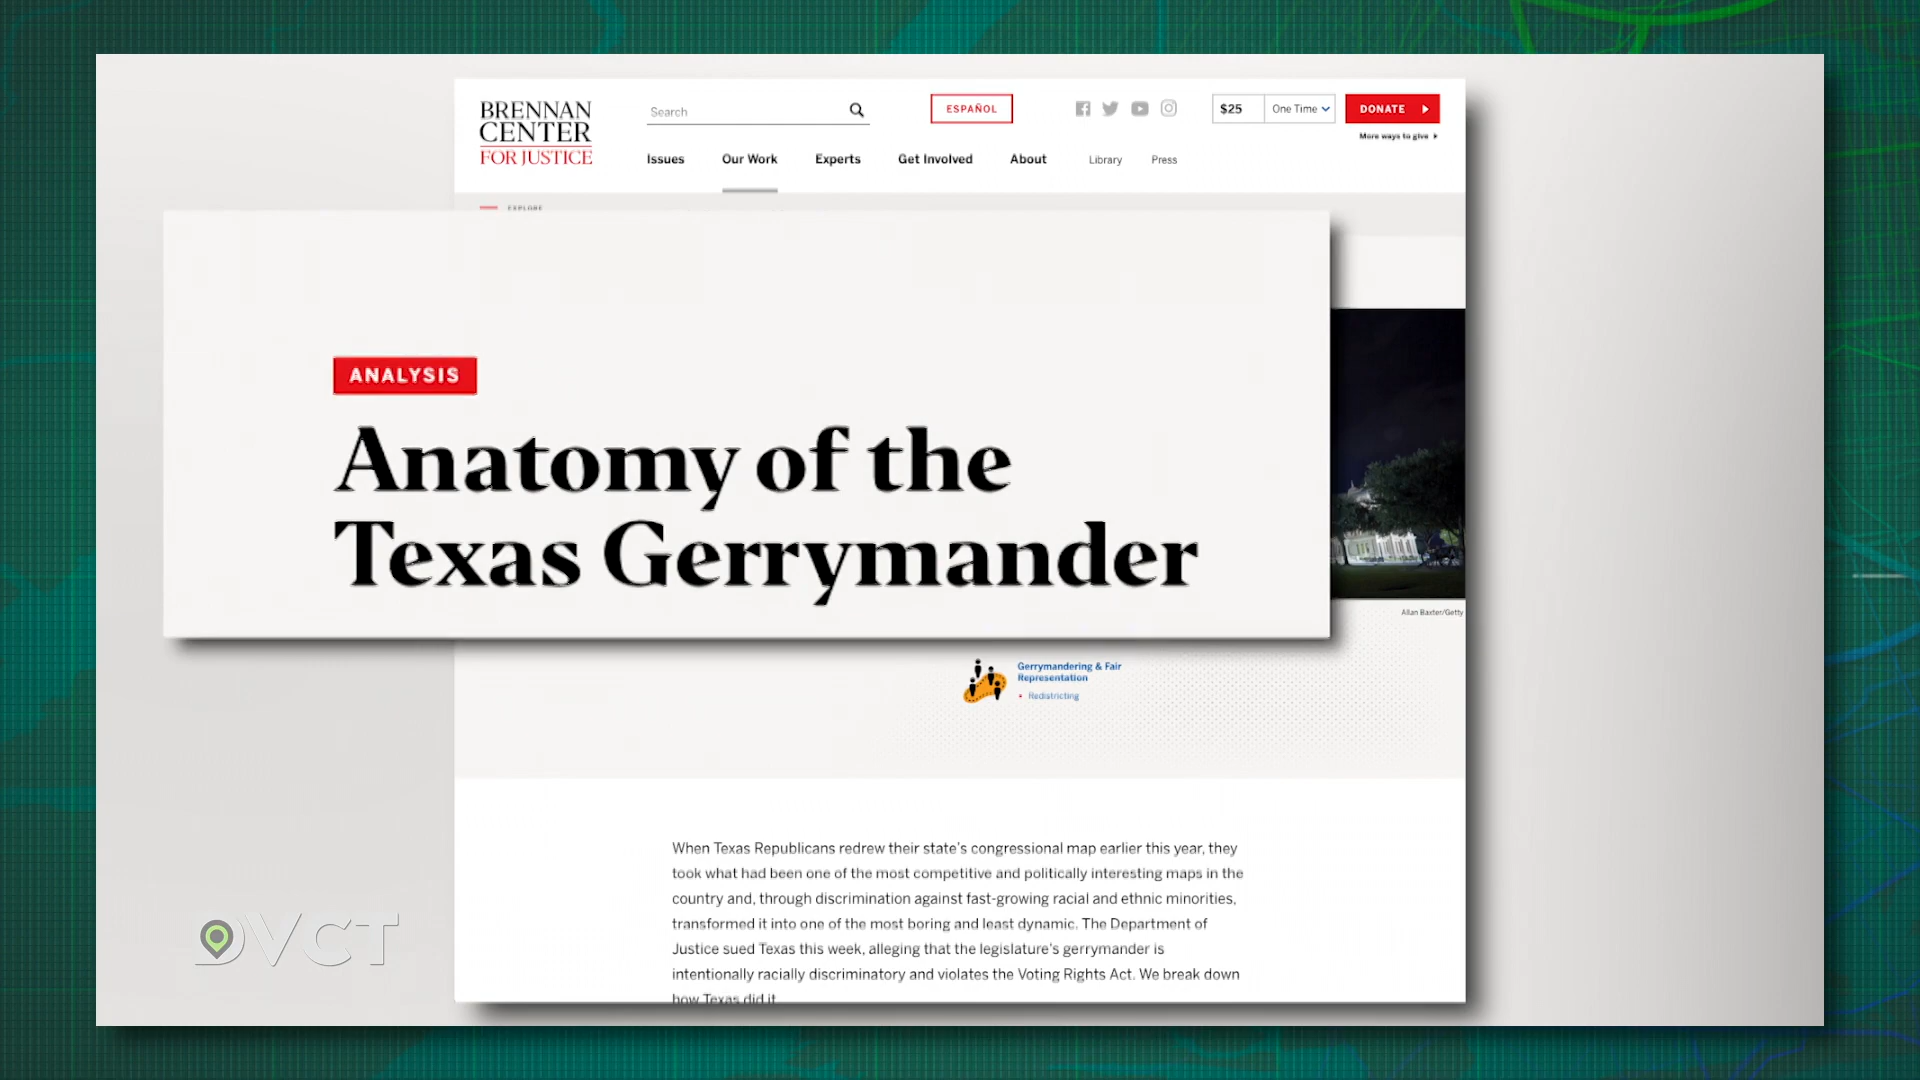 BRENNAN
CENTER
FOR JUSTICE
Search
ESPAÑOL
$25
One Time
DONATE
More ways to give
Issues
Our Work
Experts
Get Involved
About
Library
Press
EXPLORE
ANALYSIS
Anatomy of the
Texas Gerrymander
Allan Baxter/Getty
Gerrymandering & Fair
Representation
Redistricting
When Texas Republicans redrew their state's congressional map earlier this year, they
took what had been one of the most competitive and politically interesting maps in the
country and, through discrimination against fast-growing racial and ethnic minorities,
transformed it into one of the most boring and least dynamic. The Department of
Justice sued Texas this week, alleging that the legislature's gerrymander is
intentionally racially discriminatory and violates the Voting Rights Act. We break down
how Texas did it
DVCT